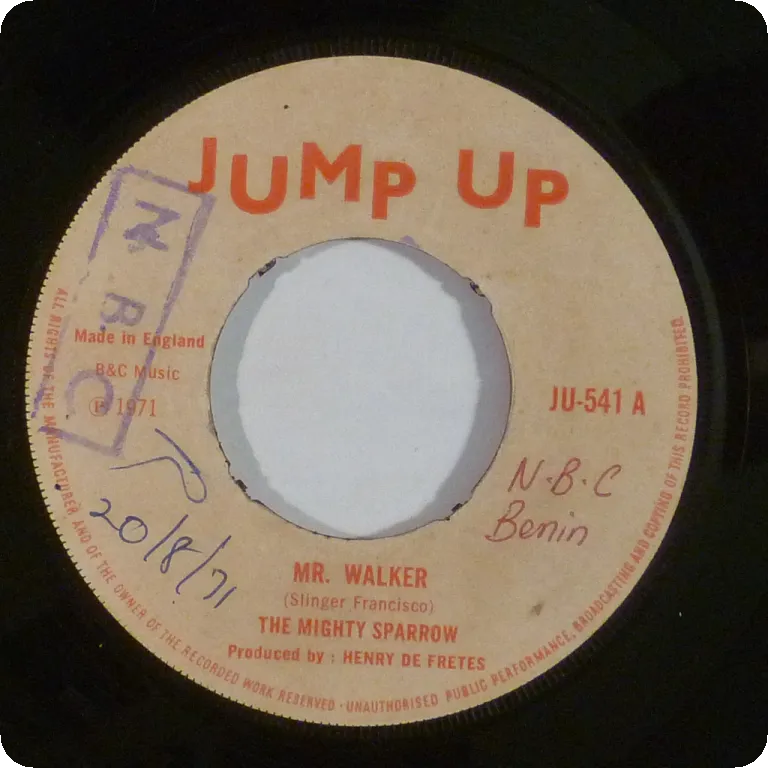 JUMP UP
N B C
Made in England
B&C Music
℗ 1971
JU-541 A
N.B.C
Benin
20/8/71
MR. WALKER
(Slinger Francisco)
THE MIGHTY SPARROW
Produced by : HENRY DE FRETES
ALL RIGHTS OF THE MANUFACTURER AND OF THE OWNER OF THE RECORDED WORK RESERVED - UNAUTHORISED PUBLIC PERFORMANCE, BROADCASTING AND COPYING OF THIS RECORD PROHIBITED.